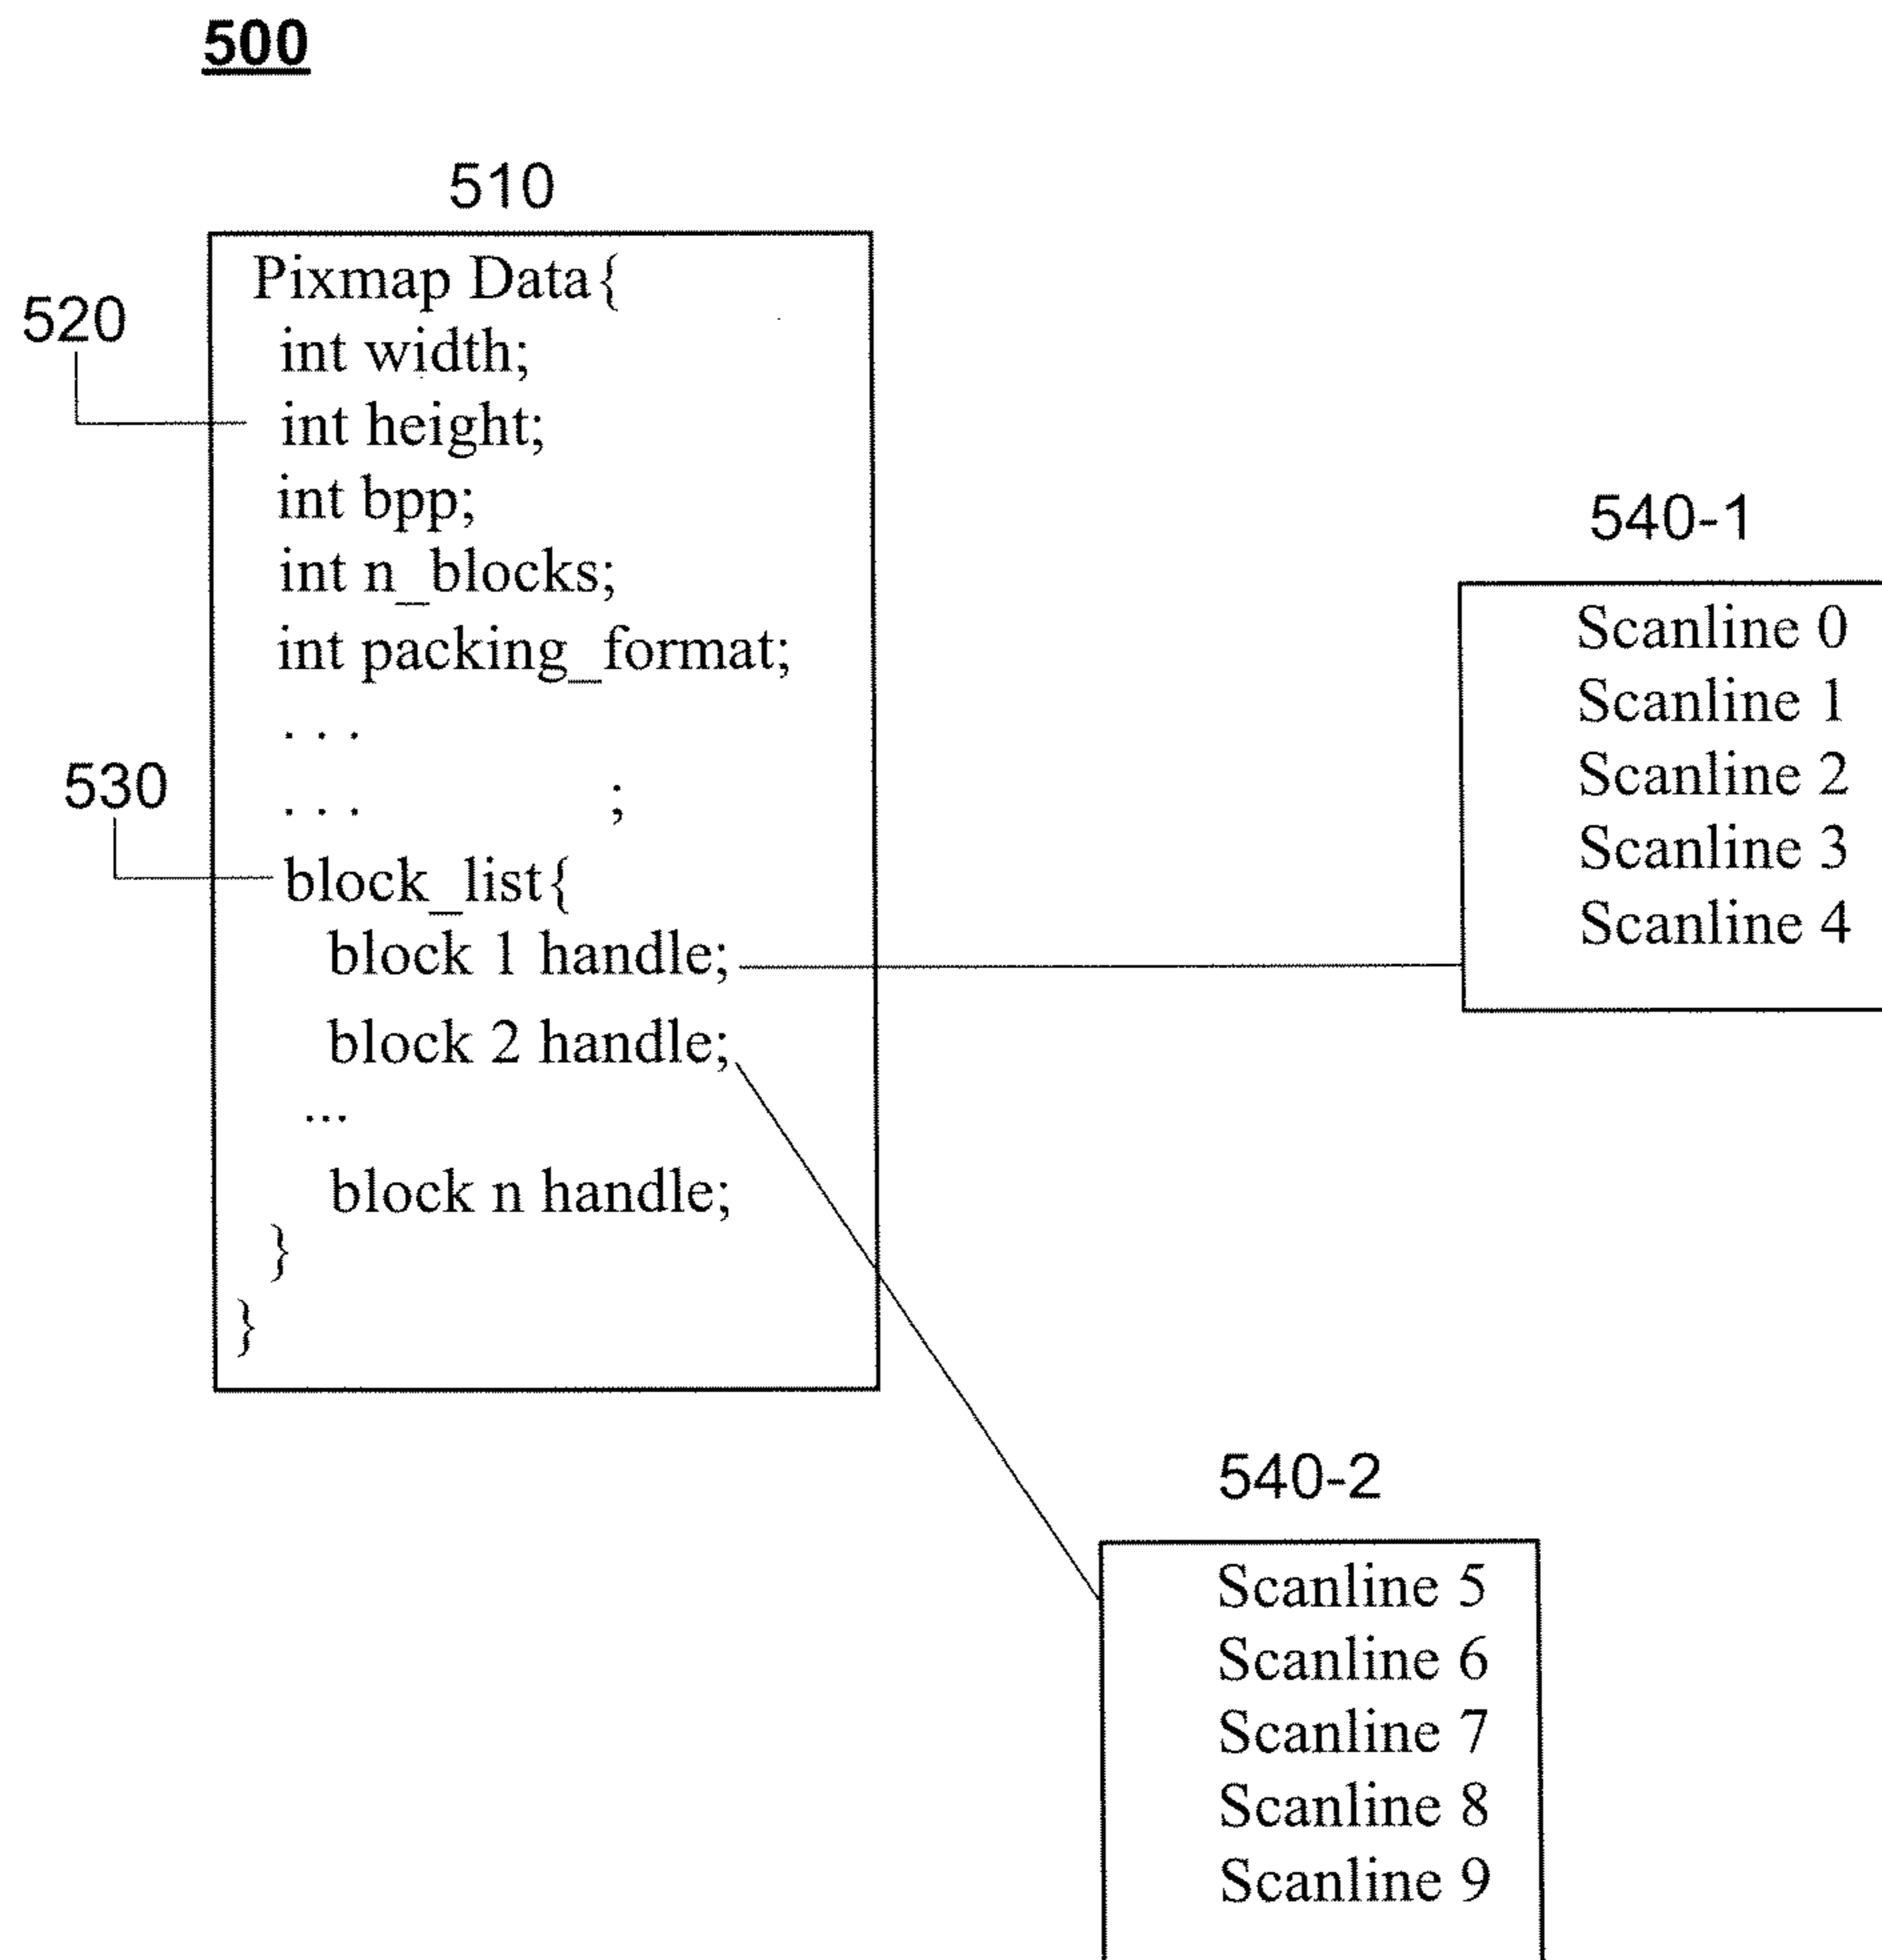 500
510
Pixmap Data{
520
int width;
int height;
int bpp;
int n_blocks;
int packing_format;
. . .
. . . ;
530
block_list{
block 1 handle;
block 2 handle;
...
block n handle;
}
}
540-1
Scanline 0
Scanline 1
Scanline 2
Scanline 3
Scanline 4
540-2
Scanline 5
Scanline 6
Scanline 7
Scanline 8
Scanline 9